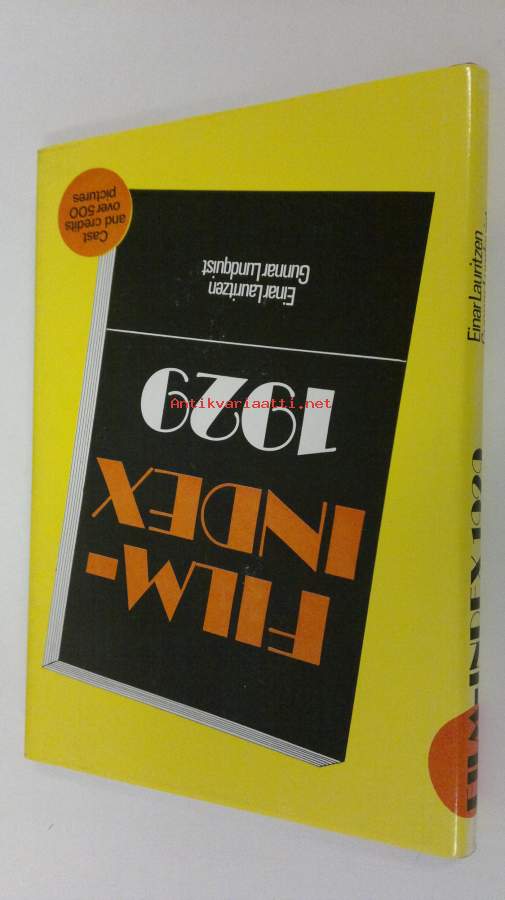 FILM-
INDEX
1929
Einar Lauritzen
Gunnar Lundquist
Cast
and credits
over 500
pictures
FILM-INDEX 1929
Einar Lauritzen
Antikvariaatti.net